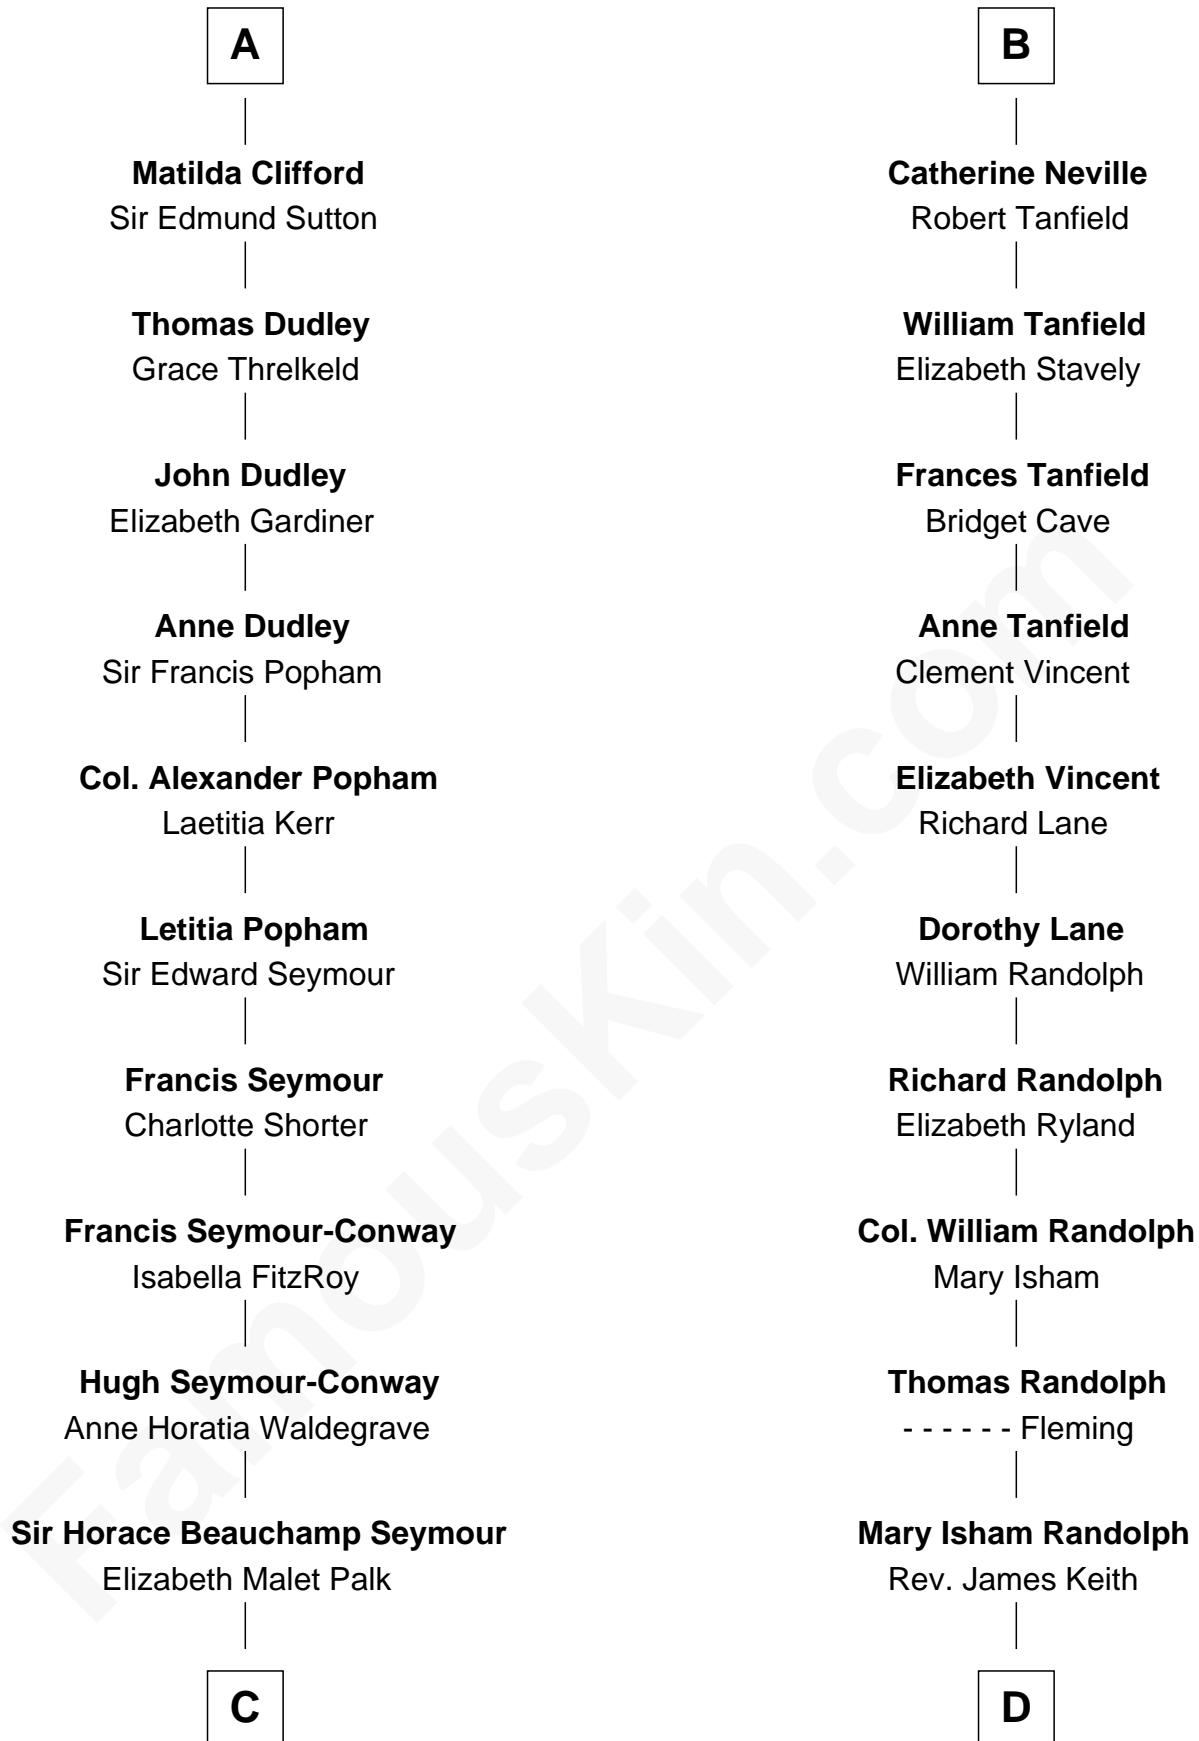 A
Matilda Clifford
Sir Edmund Sutton
Thomas Dudley
Grace Threlkeld
John Dudley
Elizabeth Gardiner
Anne Dudley
Sir Francis Popham
Col. Alexander Popham
Laetitia Kerr
Letitia Popham
Sir Edward Seymour
Francis Seymour
Charlotte Shorter
Francis Seymour-Conway
Isabella FitzRoy
Hugh Seymour-Conway
Anne Horatia Waldegrave
Sir Horace Beauchamp Seymour
Elizabeth Malet Palk
C
B
Catherine Neville
Robert Tanfield
William Tanfield
Elizabeth Stavely
Frances Tanfield
Bridget Cave
Anne Tanfield
Clement Vincent
Elizabeth Vincent
Richard Lane
Dorothy Lane
William Randolph
Richard Randolph
Elizabeth Ryland
Col. William Randolph
Mary Isham
Thomas Randolph
- - - - - - Fleming
Mary Isham Randolph
Rev. James Keith
D
FamousKin.com